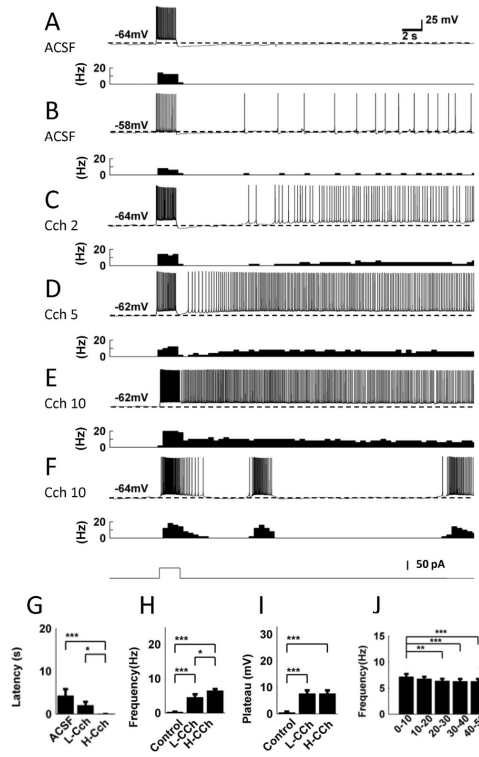 A
ACSF
-64mV
25 mV
2 s
(Hz)
20
0
B
ACSF
-58mV
(Hz)
20
0
C
Cch 2
-64mV
(Hz)
20
0
D
Cch 5
-62mV
(Hz)
20
0
E
Cch 10
-62mV
(Hz)
20
0
F
Cch 10
-64mV
(Hz)
20
0
50 pA
G
Latency (s)
20
15
10
5
0
***
*
ACSF
L-CCh
H-CCh
H
Frequency(Hz)
20
15
10
5
0
***
***
*
Control
L-CCh
H-CCh
I
Plateau (mV)
30
20
10
0
***
***
Control
L-CCh
H-CCh
J
Frequency(Hz)
15
10
5
0
***
***
**
0-10
10-20
20-30
30-40